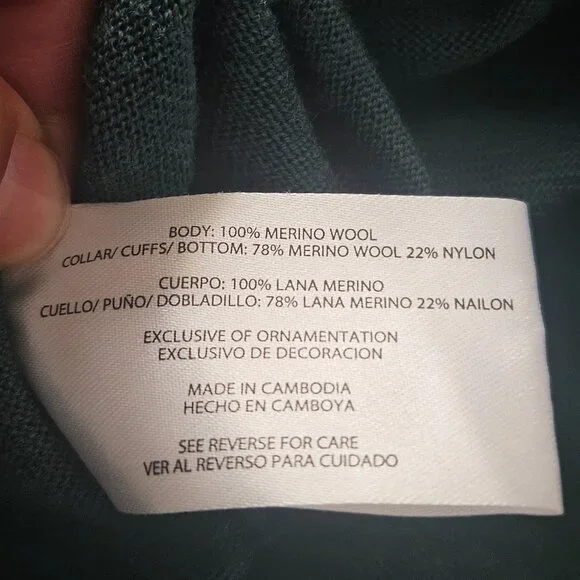 BODY: 100% MERINO WOOL
COLLAR/ CUFFS/ BOTTOM: 78% MERINO WOOL 22% NYLON
CUERPO: 100% LANA MERINO
CUELLO/ PUÑO/ DOBLADILLO: 78% LANA MERINO 22% NAILON
EXCLUSIVE OF ORNAMENTATION
EXCLUSIVO DE DECORACION
MADE IN CAMBODIA
HECHO EN CAMBOYA
SEE REVERSE FOR CARE
VER AL REVERSO PARA CUIDADO